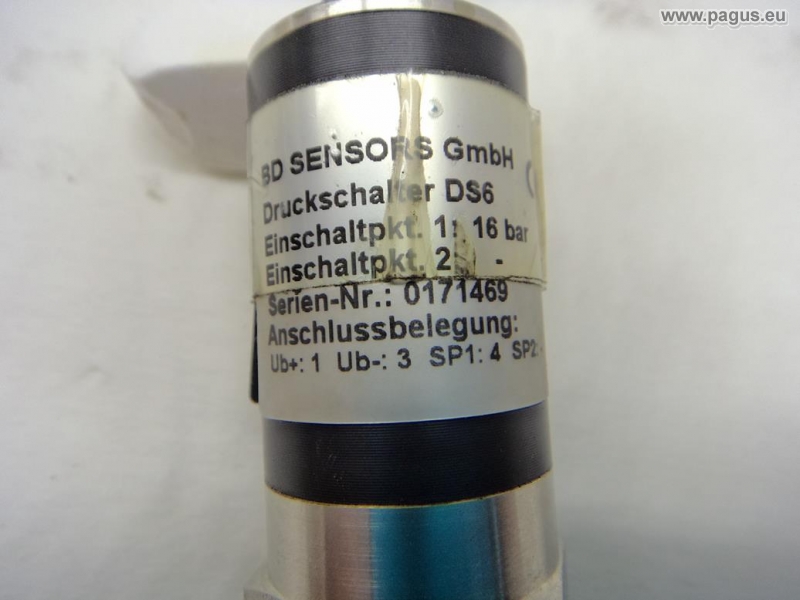 www.pagus.eu
BD SENSORS GmbH
Druckschalter DS6
Einschaltpkt. 1: 16 bar
Einschaltpkt. 2 -
Serien-Nr.: 0171469
Anschlussbelegung:
Ub+: 1 Ub-: 3 SP1: 4 SP2: